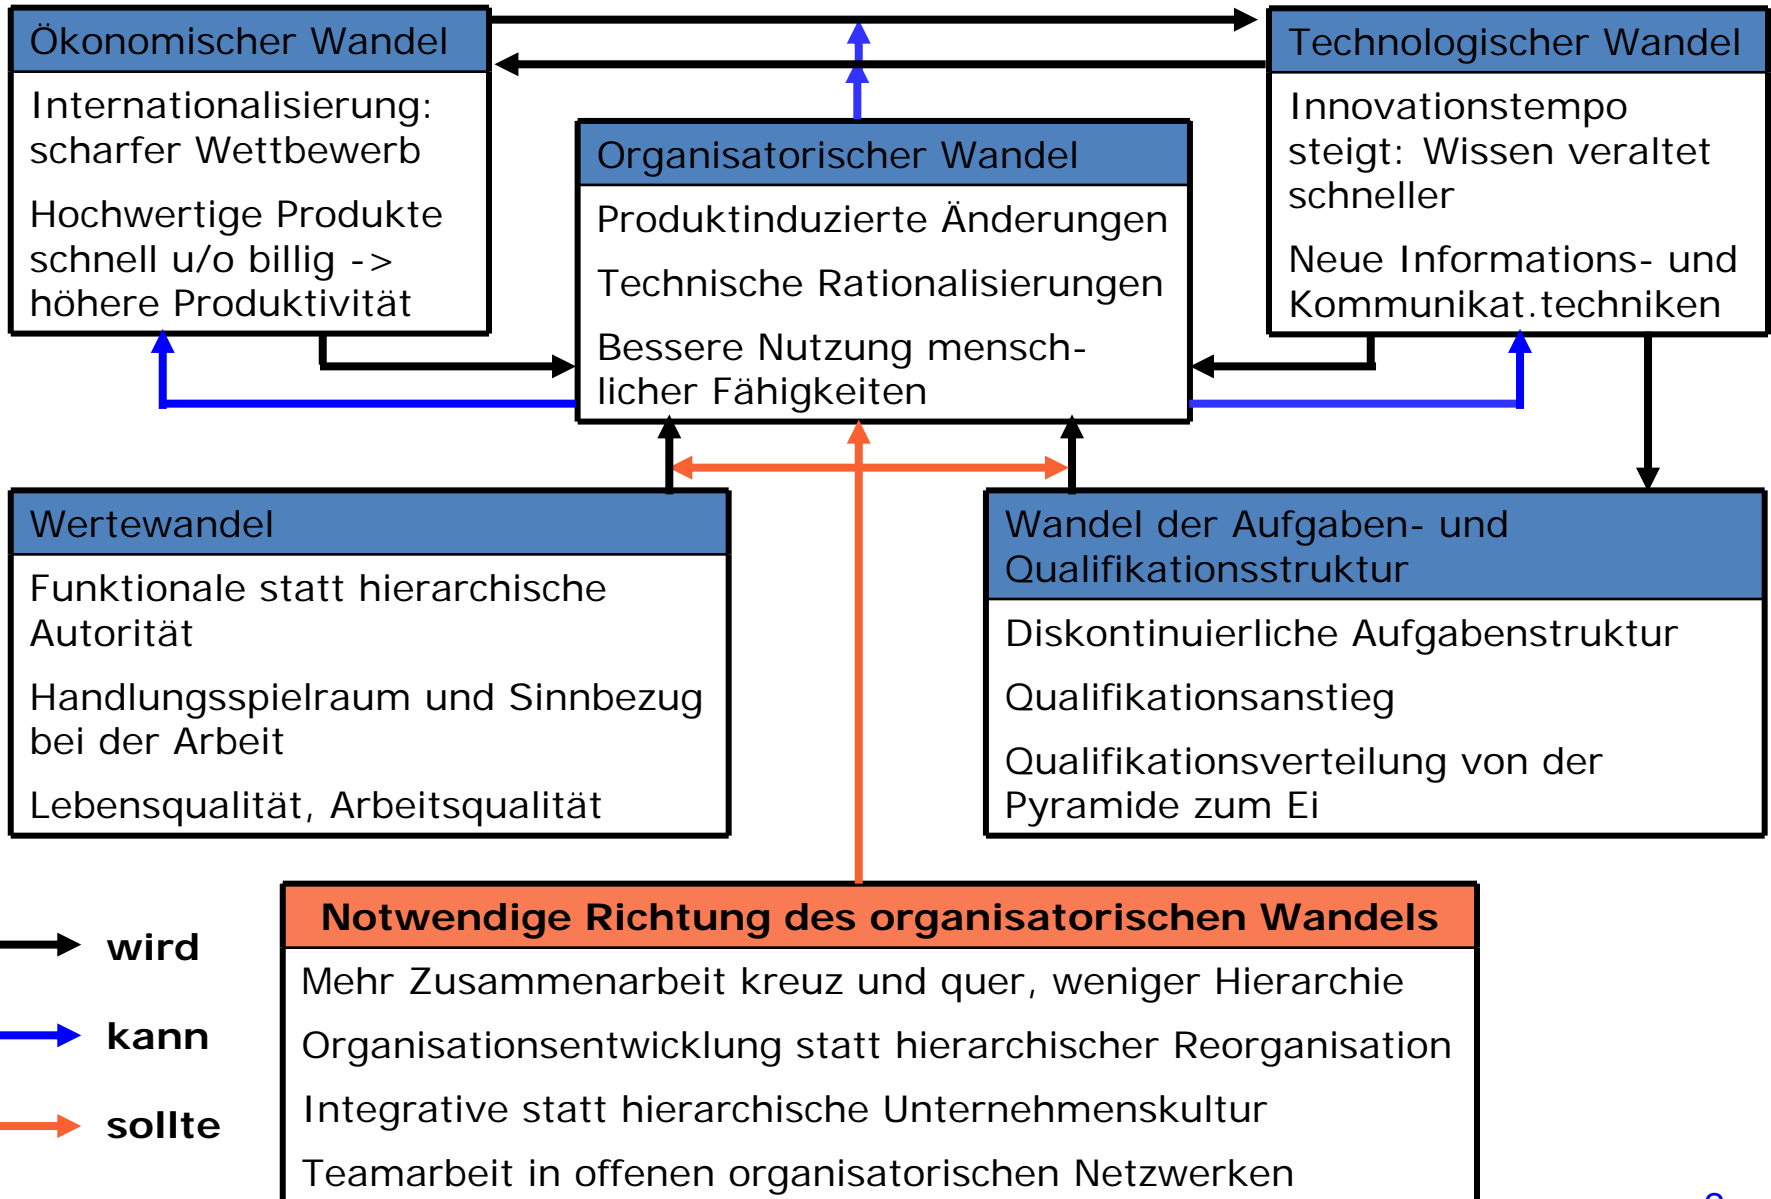 Ökonomischer Wandel
Internationalisierung:
scharfer Wettbewerb
Hochwertige Produkte
schnell u/o billig ->
höhere Produktivität
Organisatorischer Wandel
Produktinduzierte Änderungen
Technische Rationalisierungen
Bessere Nutzung mensch-
licher Fähigkeiten
Technologischer Wandel
Innovationstempo
steigt: Wissen veraltet
schneller
Neue Informations- und
Kommunikat.techniken
Wertewandel
Funktionale statt hierarchische
Autorität
Handlungsspielraum und Sinnbezug
bei der Arbeit
Lebensqualität, Arbeitsqualität
Wandel der Aufgaben- und
Qualifikationsstruktur
Diskontinuierliche Aufgabenstruktur
Qualifikationsanstieg
Qualifikationsverteilung von der
Pyramide zum Ei
wird
kann
sollte
Notwendige Richtung des organisatorischen Wandels
Mehr Zusammenarbeit kreuz und quer, weniger Hierarchie
Organisationsentwicklung statt hierarchischer Reorganisation
Integrative statt hierarchische Unternehmenskultur
Teamarbeit in offenen organisatorischen Netzwerken